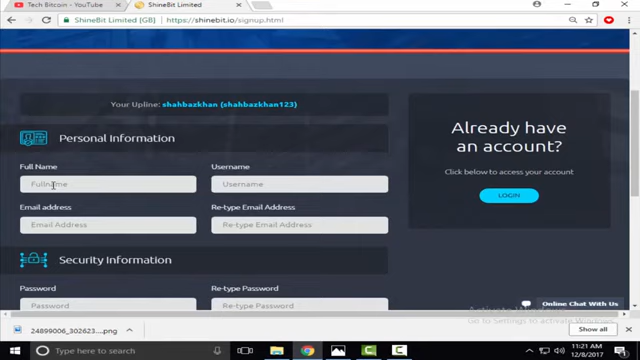 Tech Bitcoin - YouTube
ShineBit Limited
ShineBit Limited [GB]
https://shinebit.io/signup.html
Your Upline: shahbazkhan (shahbazkhan123)
Personal Information
Full Name
Username
Fullname
Username
Email address
Re-type Email Address
Email Address
Re-type Email Address
Security Information
Password
Re-type Password
Password
Re-type Password
Already have
an account?
Click below to access your account
LOGIN
Activate Windows
Go to Settings to activate Windows.
Online Chat With Us
24899006_302623....png
Show all
Type here to search
11:21 AM
12/8/2017